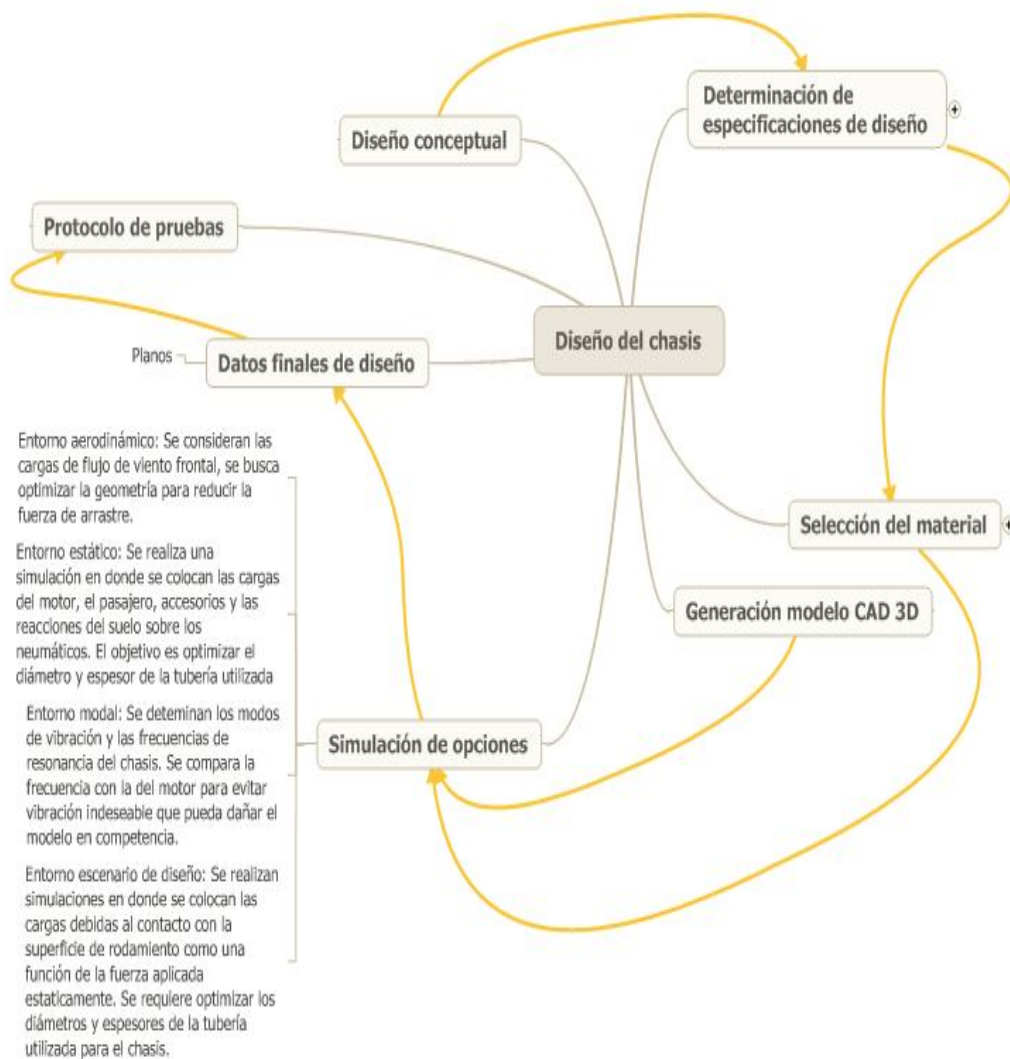 Determinación de
especificaciones de diseño
Diseño conceptual
Protocolo de pruebas
Diseño del chasis
Planos
Datos finales de diseño
Entorno aerodinámico: Se consideran las
cargas de flujo de viento frontal, se busca
optimizar la geometría para reducir la
fuerza de arrastre.
Selección del material
Entorno estático: Se realiza una
simulación en donde se colocan las cargas
del motor, el pasajero, accesorios y las
reacciones del suelo sobre los
neumáticos. El objetivo es optimizar el
diámetro y espesor de la tubería utilizada
Generación modelo CAD 3D
Entorno modal: Se deteminan los modos
de vibración y las frecuencias de
resonancia del chasis. Se compara la
frecuencia con la del motor para evitar
vibración indeseable que pueda dañar el
modelo en competencia.
Simulación de opciones
Entorno escenario de diseño: Se realizan
simulaciones en donde se colocan las
cargas debidas al contacto con la
superficie de rodamiento como una
función de la fuerza aplicada
estaticamente. Se requiere optimizar los
diámetros y espesores de la tubería
utilizada para el chasis.